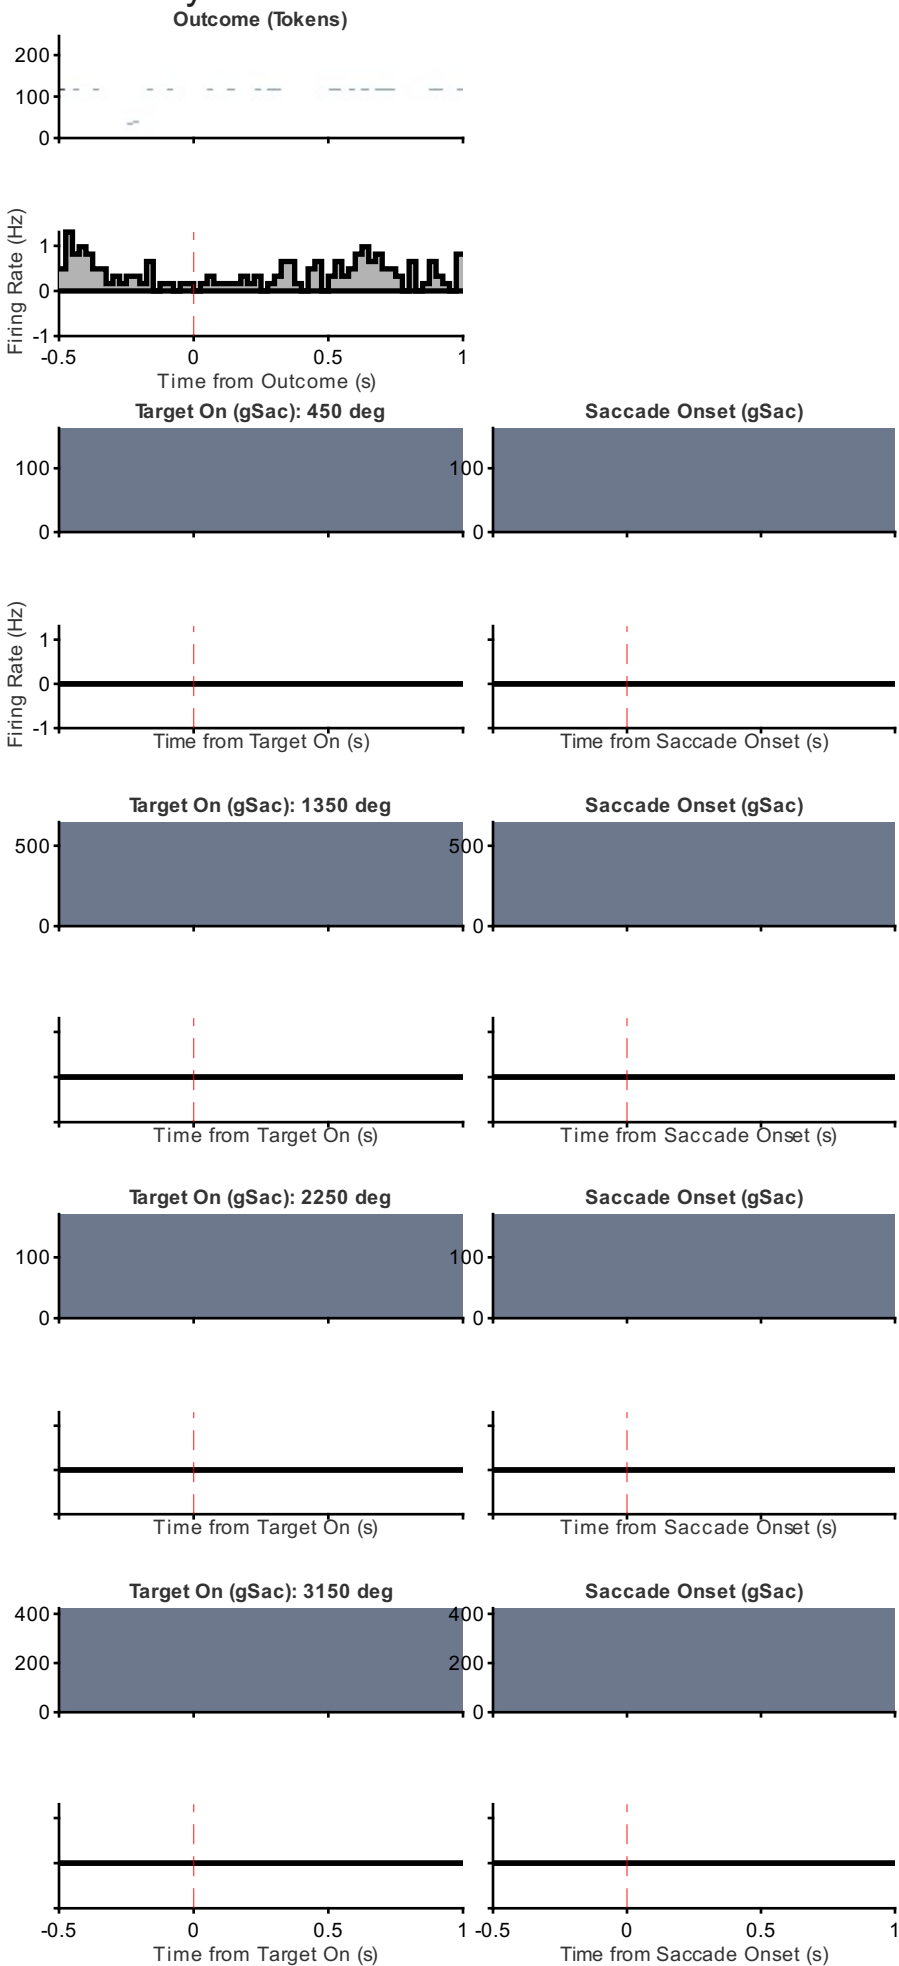 Outcome (Tokens)
200
100
0
Firing Rate (Hz)
1
0
-1
-0.5 0 0.5 1
Time from Outcome (s)
Target On (gSac): 450 deg Saccade Onset (gSac)
100 100
0 0
Firing Rate (Hz)
1
0
-1
Time from Target On (s) Time from Saccade Onset (s)
Target On (gSac): 1350 deg Saccade Onset (gSac)
500 500
0 0
Time from Target On (s) Time from Saccade Onset (s)
Target On (gSac): 2250 deg Saccade Onset (gSac)
100 100
0 0
Time from Target On (s) Time from Saccade Onset (s)
Target On (gSac): 3150 deg Saccade Onset (gSac)
400 400
200 200
0 0
-0.5 0 0.5 1 -0.5 0 0.5 1
Time from Target On (s) Time from Saccade Onset (s)